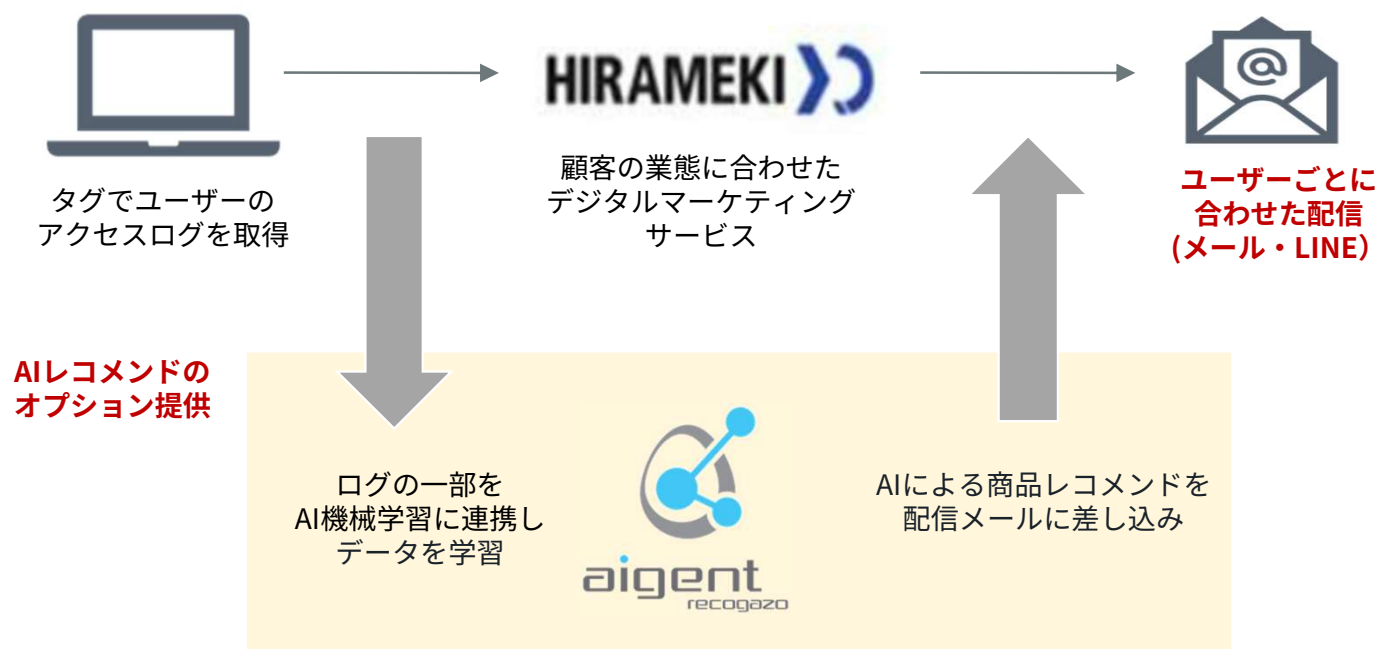 @
HIRAMEKI XD
タグでユーザーの
アクセスログを取得
顧客の業態に合わせた
デジタルマーケティング
サービス
ユーザーごとに
合わせた配信
(メール・LINE）
AIレコメンドの
オプション提供
ログの一部を
AI機械学習に連携し
データを学習
aigent
recogazo
AIによる商品レコメンドを
配信メールに差し込み